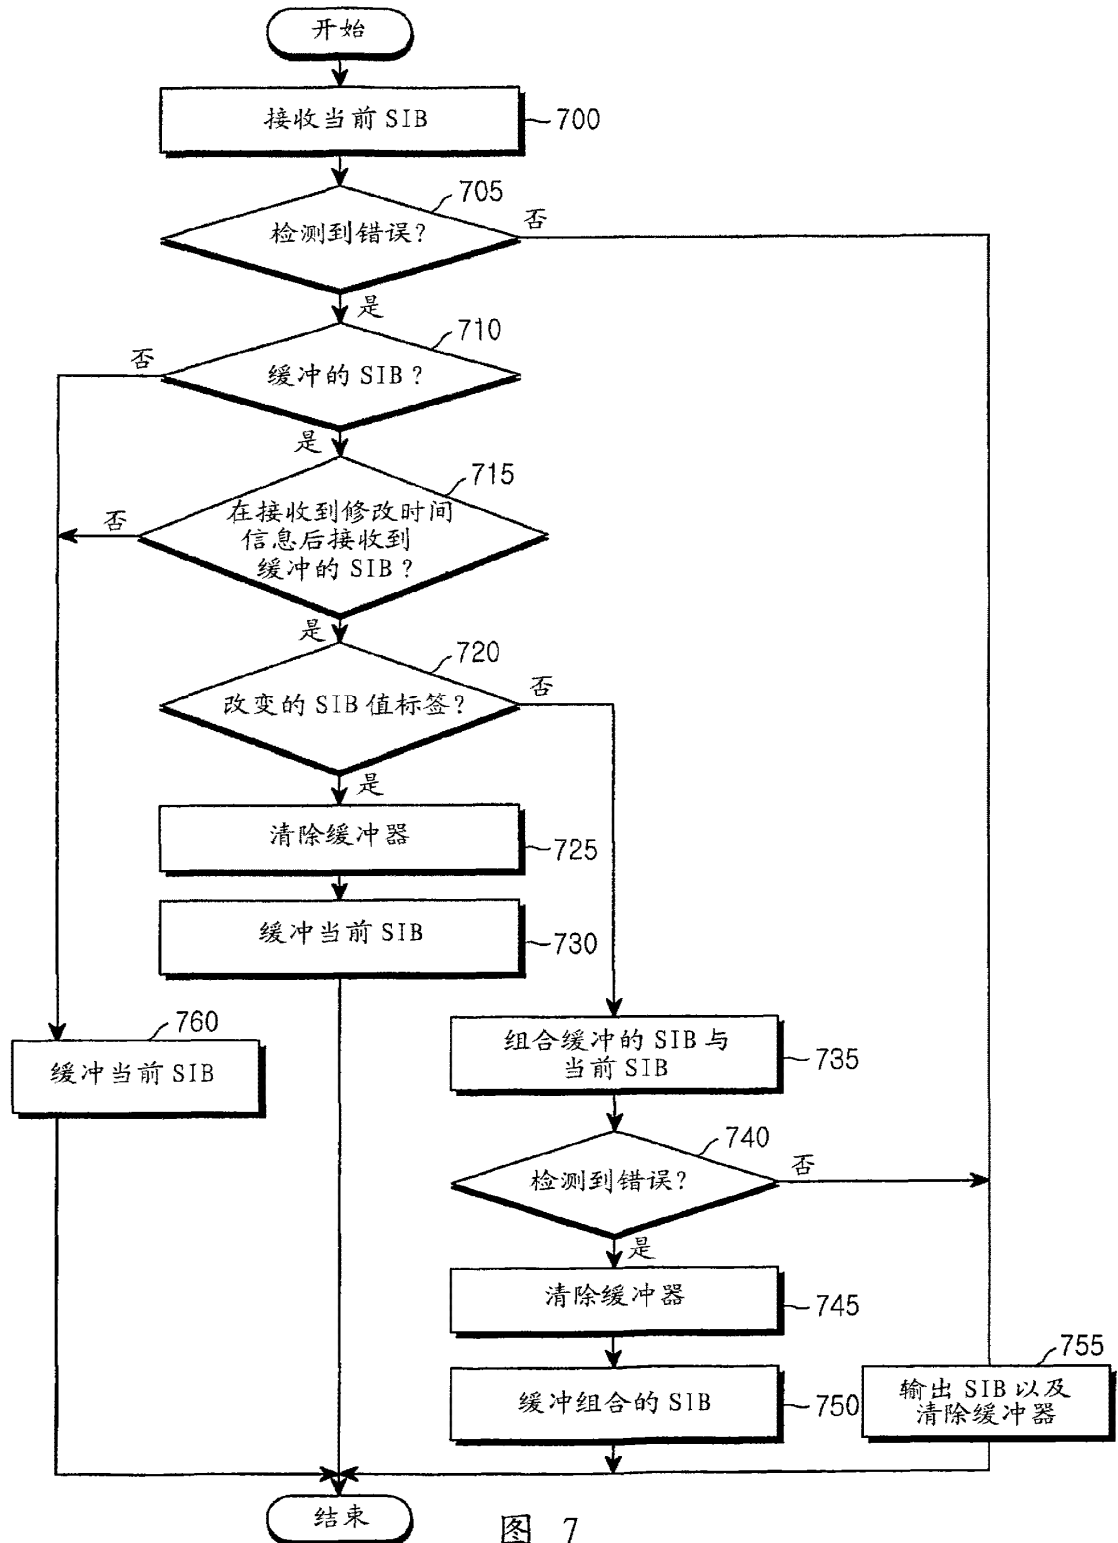 开始
接收当前 SIB
700
705
检测到错误?
否
是
710
否
缓冲的 SIB?
是
715
在接收到修改时间
信息后接收到
缓冲的 SIB?
否
是
720
改变的 SIB 值标签?
否
是
清除缓冲器
725
缓冲当前 SIB
730
760
缓冲当前 SIB
组合缓冲的 SIB 与
当前 SIB
735
740
检测到错误?
否
是
清除缓冲器
745
缓冲组合的 SIB
750
755
输出 SIB 以及
清除缓冲器
结束
图 7